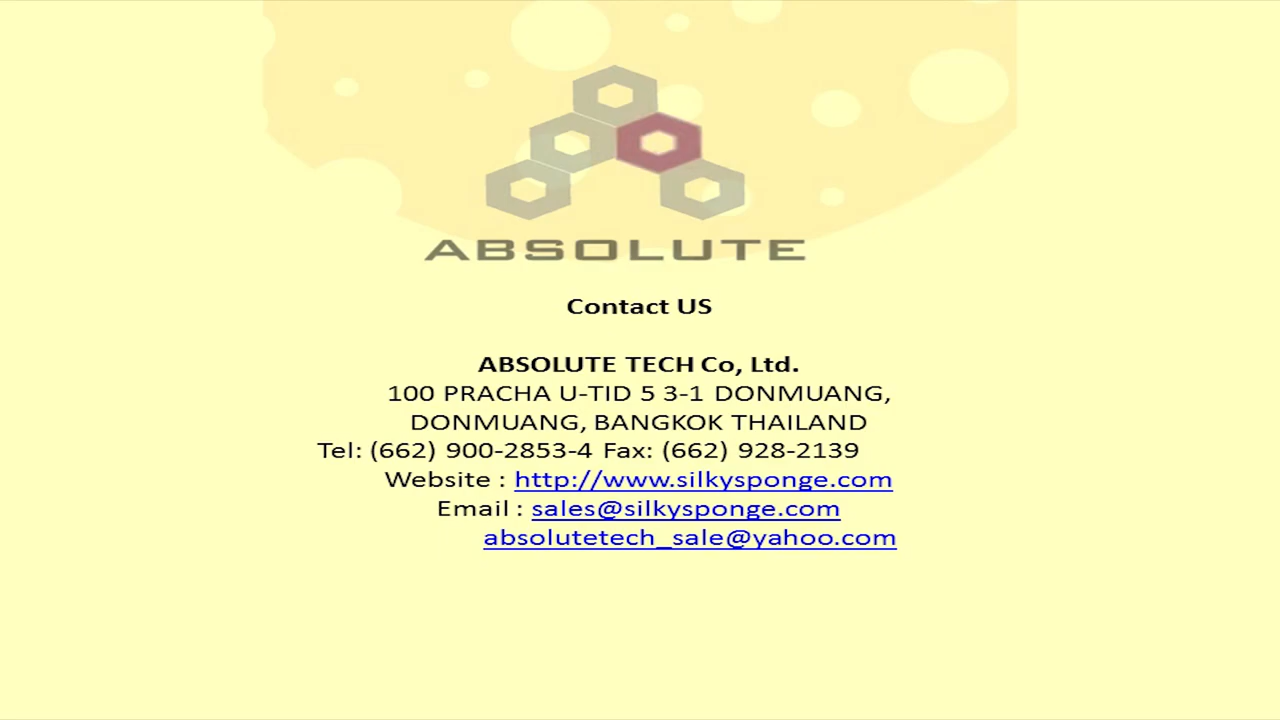 ABSOLUTE
Contact US
ABSOLUTE TECH Co, Ltd.
100 PRACHA U-TID 5 3-1 DONMUANG,
DONMUANG, BANGKOK THAILAND
Tel: (662) 900-2853-4 Fax: (662) 928-2139
Website : http://www.silkysponge.com
Email : sales@silkysponge.com
absolutetech_sale@yahoo.com